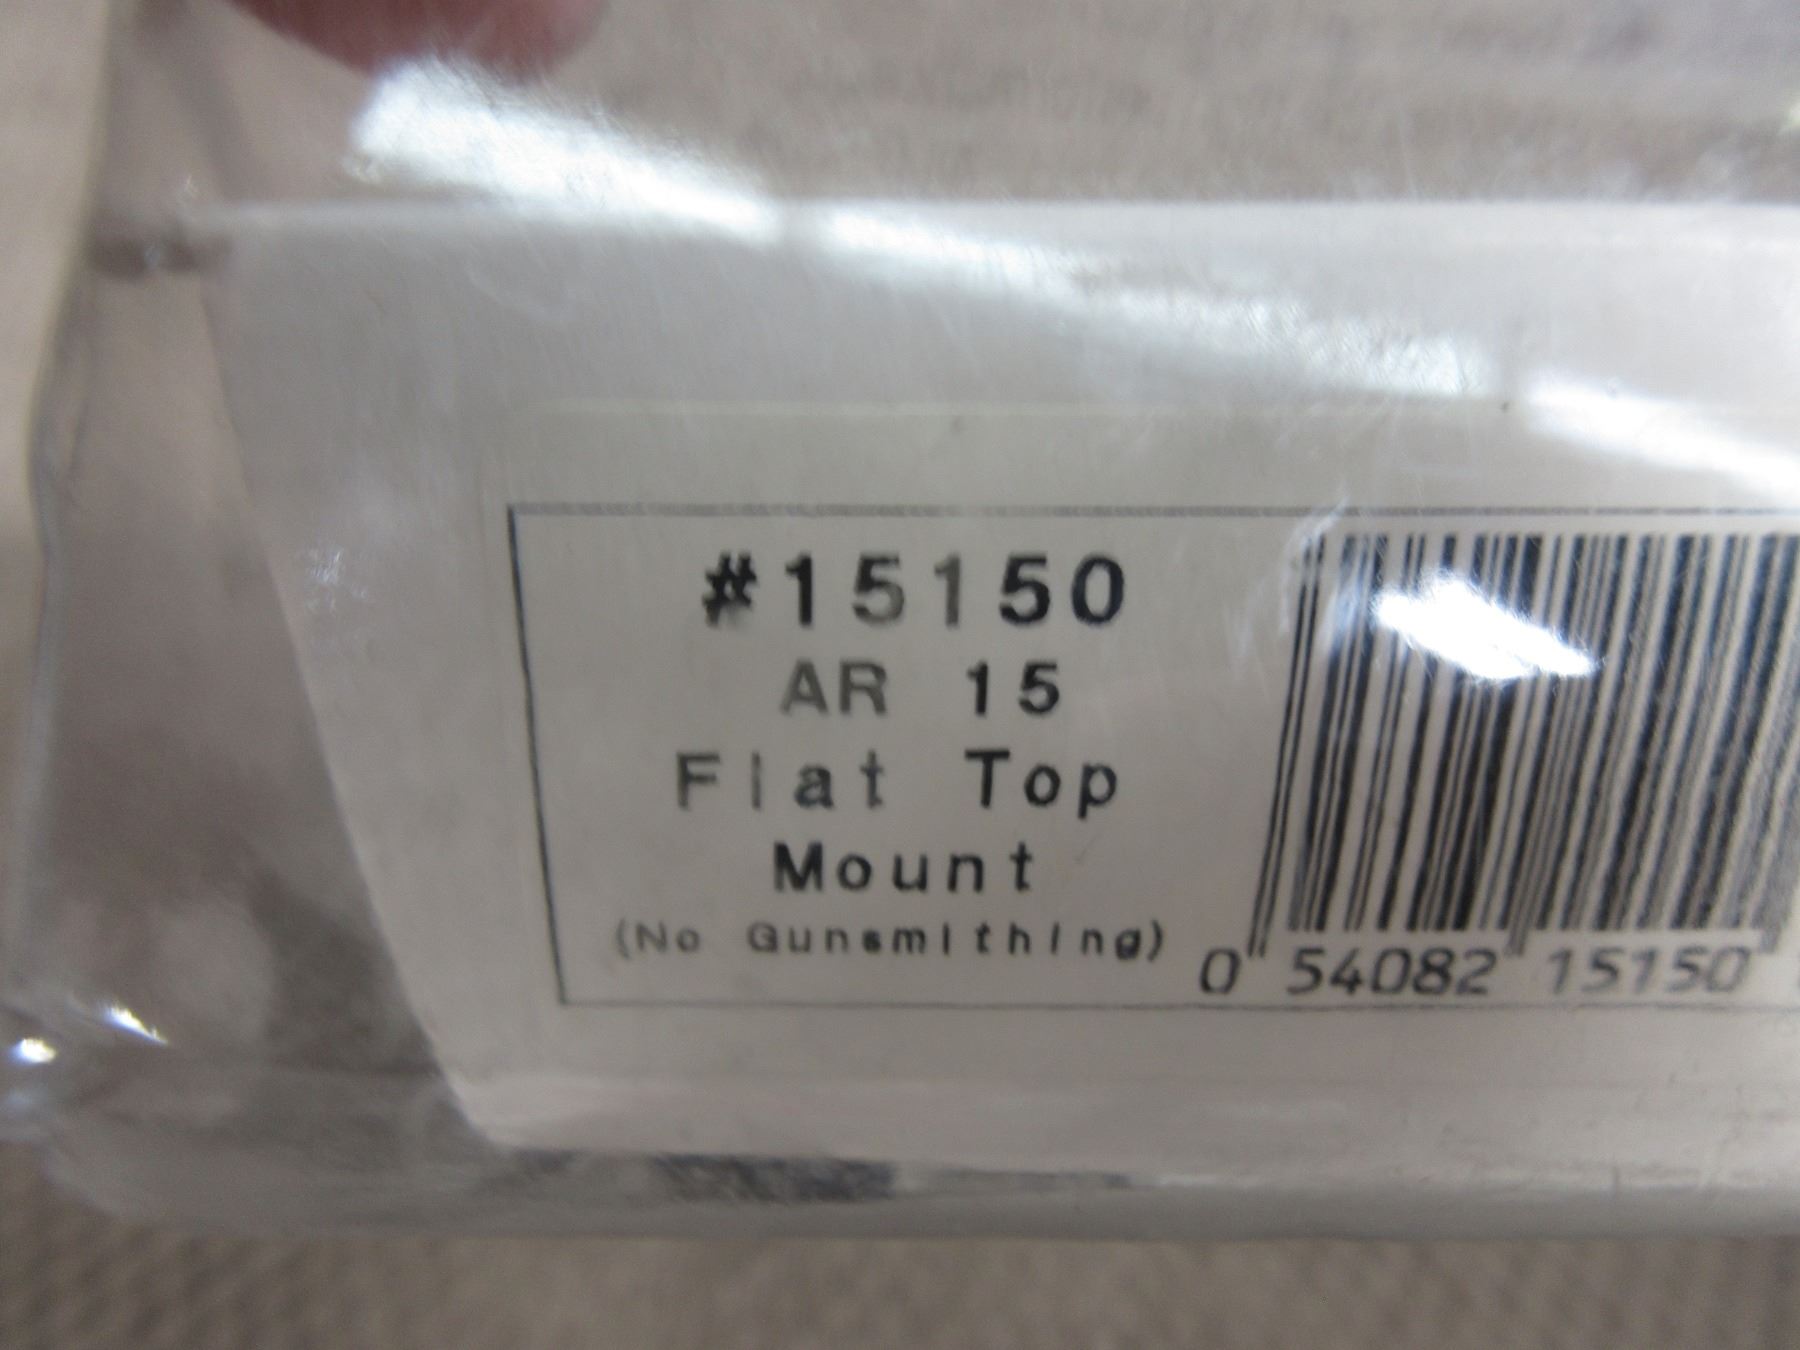 #15150
AR 15
Flat Top
Mount
(No Gunsmithing)
0 54082 15150